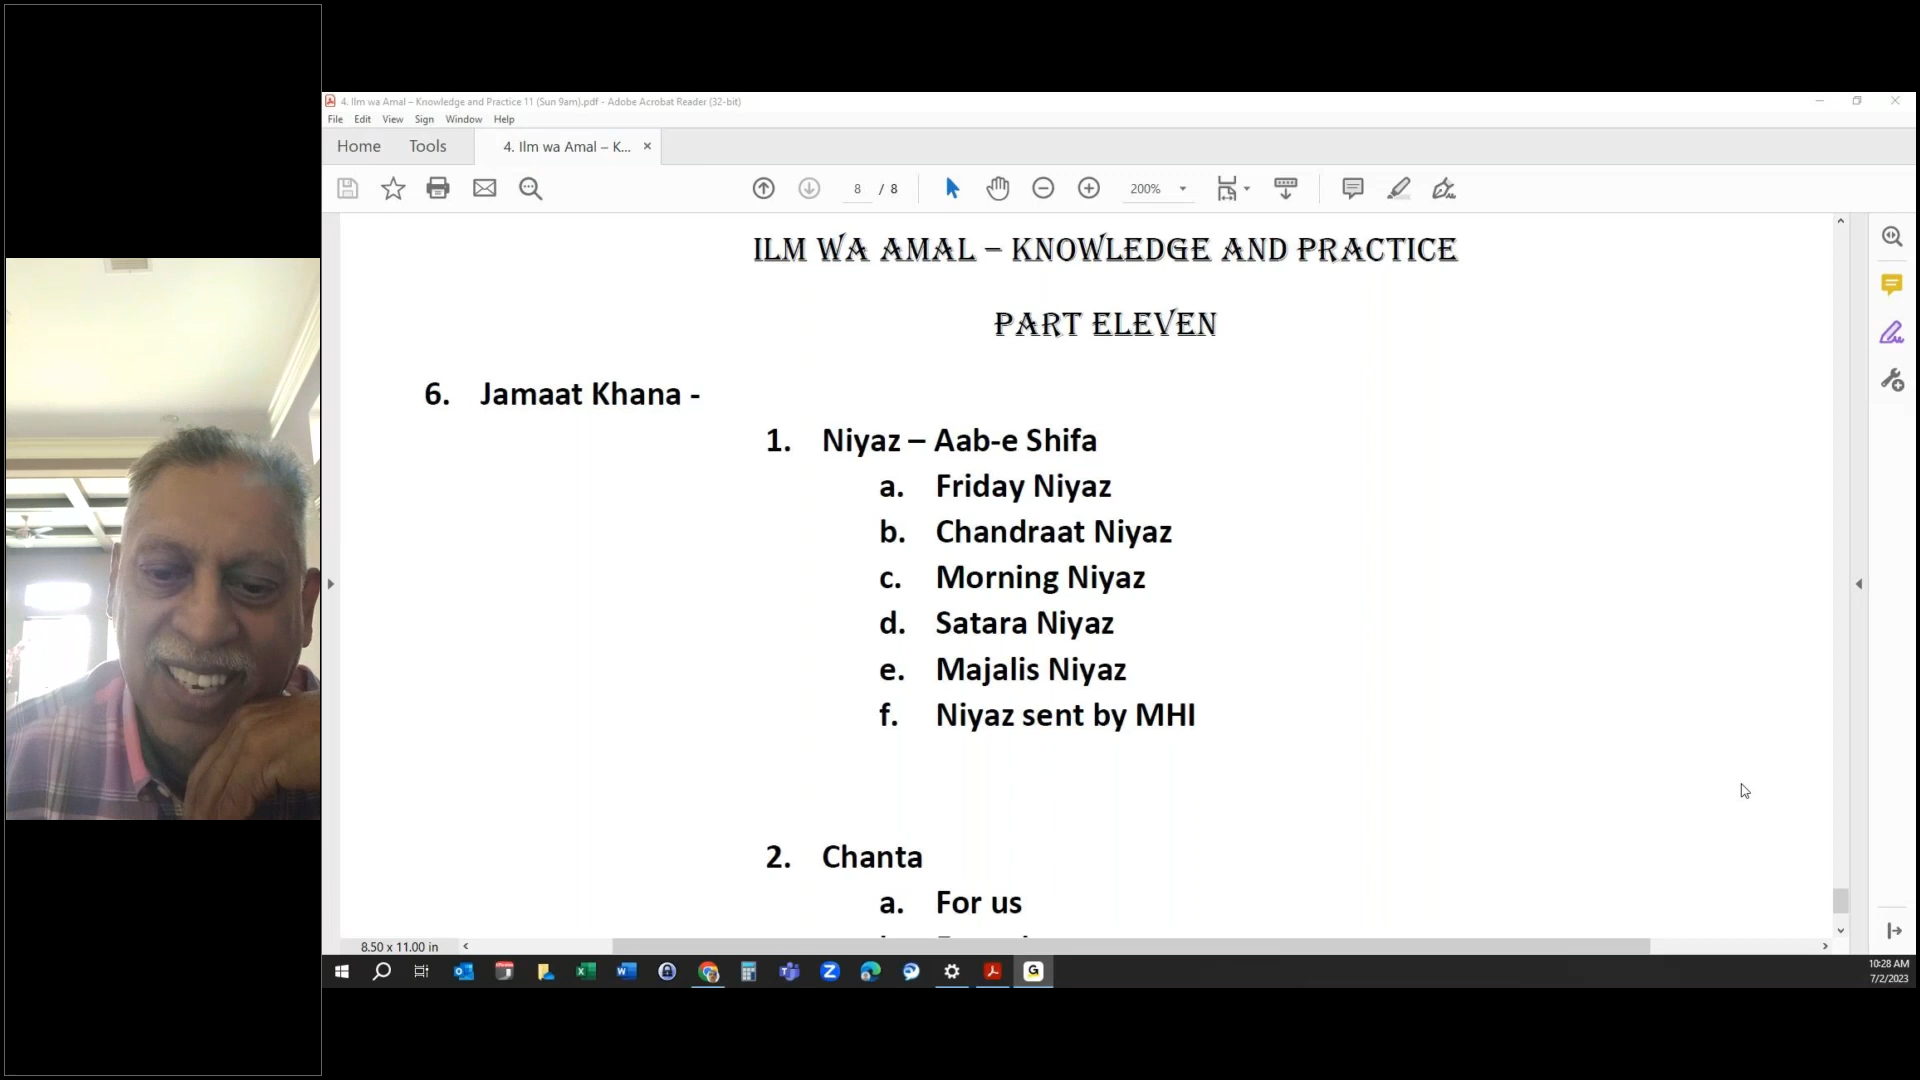 4. Ilm wa Amal – Knowledge and Practice 11 (Sun 9am).pdf - Adobe Acrobat Reader (32-bit)
File Edit View Sign Window Help
Home Tools 4. Ilm wa Amal – K... ×
8 / 8 200%
ILM WA AMAL – KNOWLEDGE AND PRACTICE
PART ELEVEN
6. Jamaat Khana -
1. Niyaz – Aab-e Shifa
a. Friday Niyaz
b. Chandraat Niyaz
c. Morning Niyaz
d. Satara Niyaz
e. Majalis Niyaz
f. Niyaz sent by MHI
2. Chanta
a. For us
8.50 x 11.00 in
10:28 AM
7/2/2023